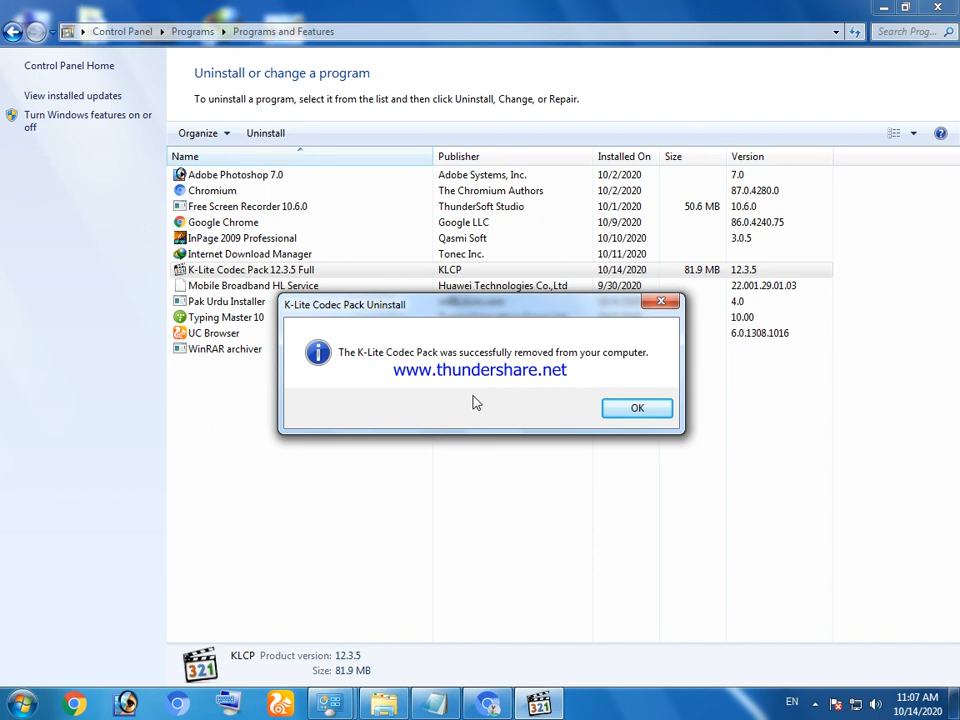 Control Panel ▸ Programs ▸ Programs and Features
Search Prog...
Control Panel Home
View installed updates
Turn Windows features on or
off
Uninstall or change a program
To uninstall a program, select it from the list and then click Uninstall, Change, or Repair.
Organize Uninstall
Name Publisher Installed On Size Version
Adobe Photoshop 7.0 Adobe Systems, Inc. 10/2/2020 7.0
Chromium The Chromium Authors 10/2/2020 87.0.4280.0
Free Screen Recorder 10.6.0 ThunderSoft Studio 10/1/2020 50.6 MB 10.6.0
Google Chrome Google LLC 10/9/2020 86.0.4240.75
InPage 2009 Professional Qasmi Soft 10/10/2020 3.0.5
Internet Download Manager Tonec Inc. 10/11/2020
K-Lite Codec Pack 12.3.5 Full KLCP 10/14/2020 81.9 MB 12.3.5
Mobile Broadband HL Service Huawei Technologies Co.,Ltd 9/30/2020 22.001.29.01.03
Pak Urdu Installer 4.0
Typing Master 10 10.00
UC Browser 6.0.1308.1016
WinRAR archiver
K-Lite Codec Pack Uninstall
The K-Lite Codec Pack was successfully removed from your computer.
www.thundershare.net
OK
KLCP Product version: 12.3.5
Size: 81.9 MB
321
321
EN
11:07 AM
10/14/2020